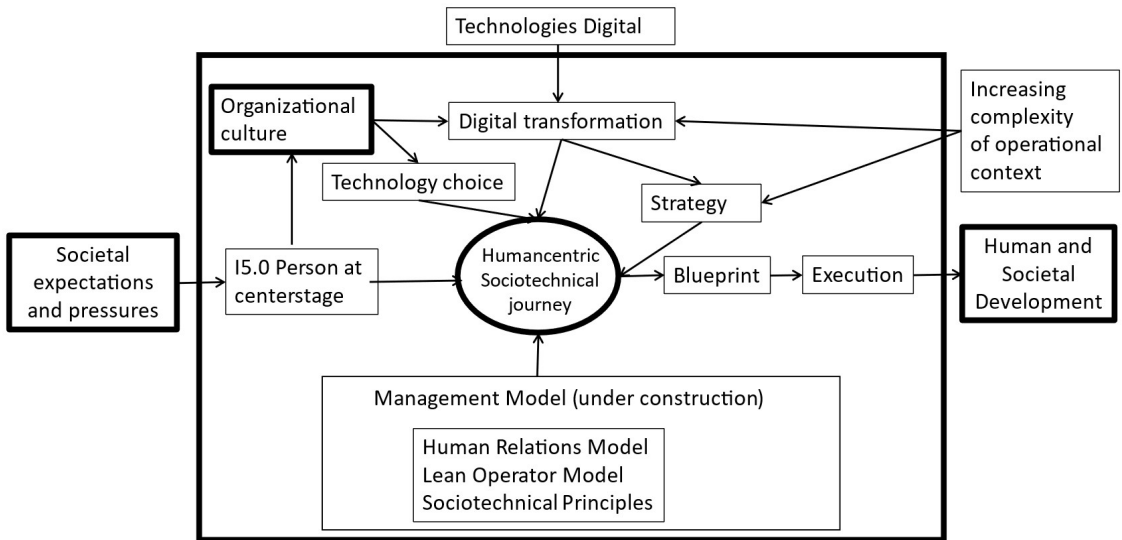 Technologies Digital
Organizational
culture
Digital transformation
Increasing
complexity
of operational
context
Technology choice
Strategy
Societal
expectations
and pressures
I5.0 Person at
centerstage
Humancentric
Sociotechnical
journey
Blueprint
Execution
Human and
Societal
Development
Management Model (under construction)
Human Relations Model
Lean Operator Model
Sociotechnical Principles